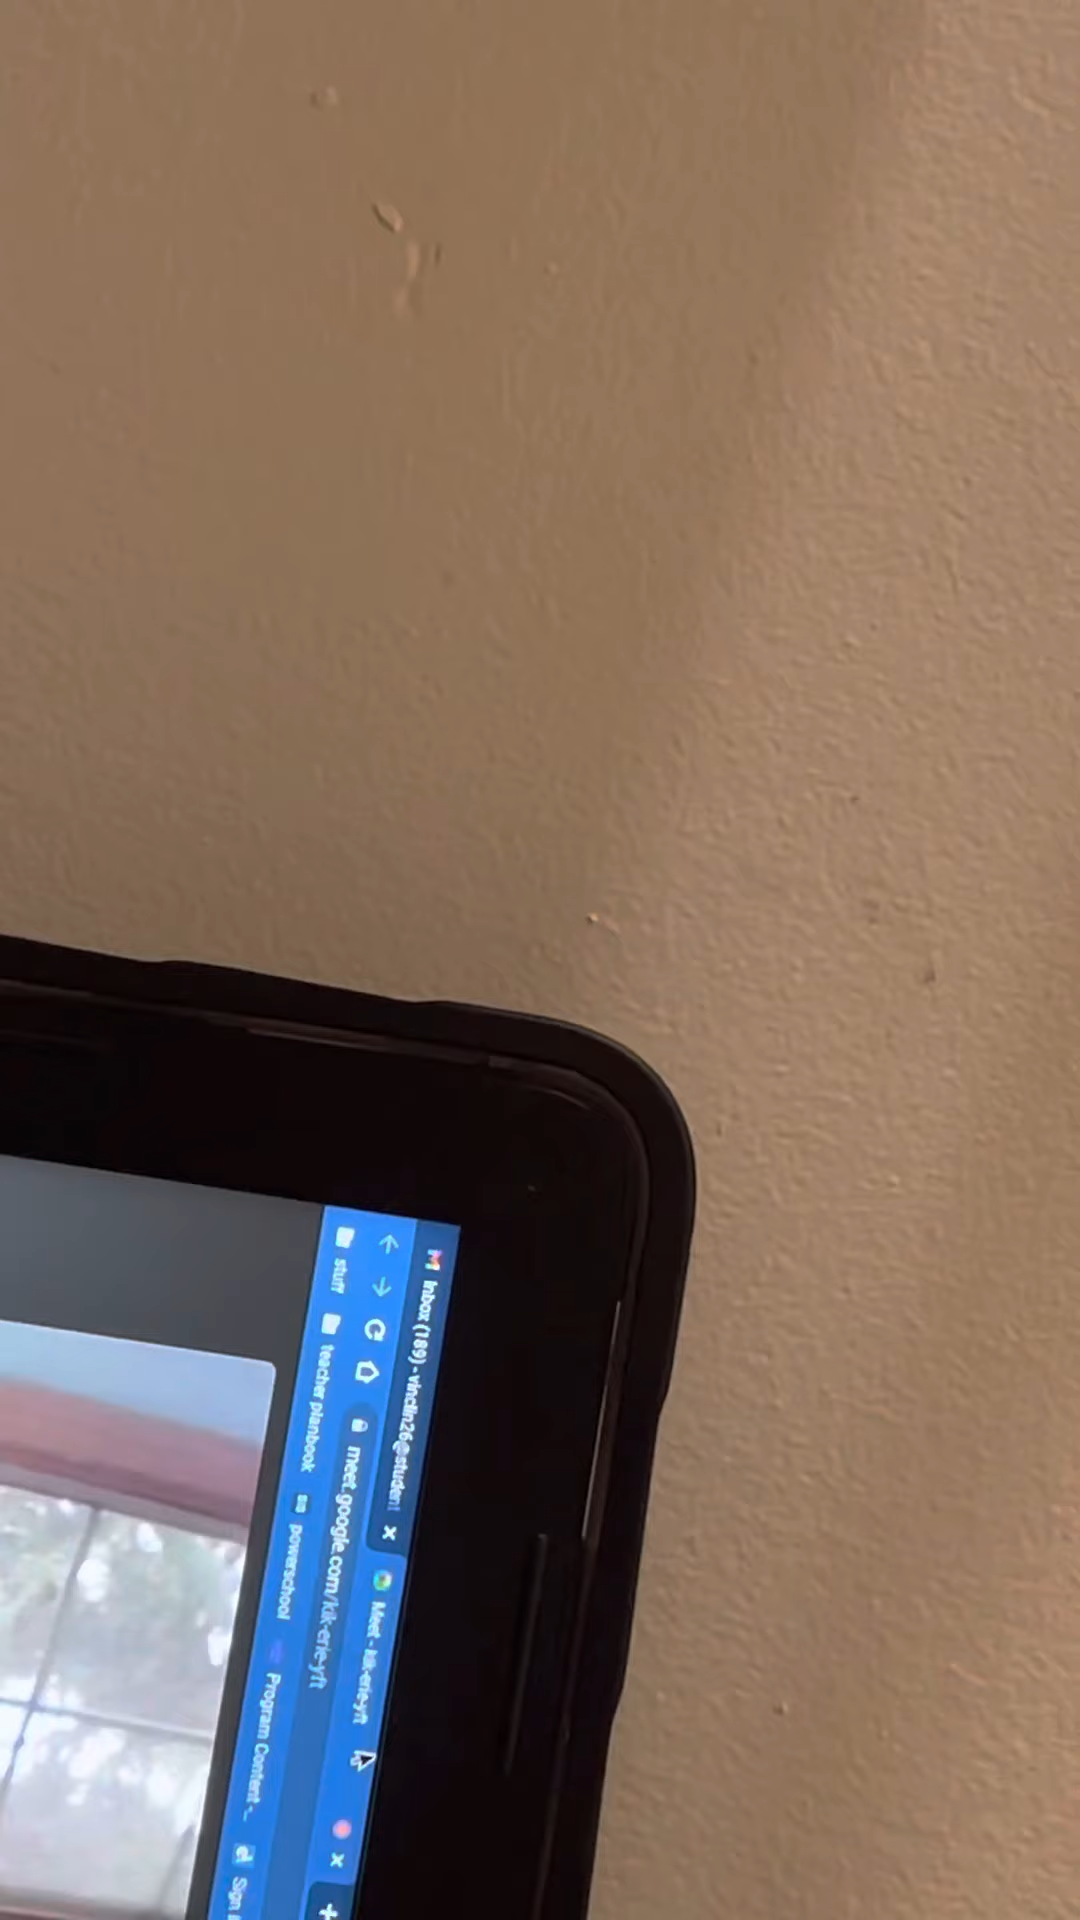 Inbox (189) - vinclin26@student
Meet - kik-erie-yft
meet.google.com/kik-erie-yft
stuff
teacher planbook
powerschool
Program Content -...
Sign